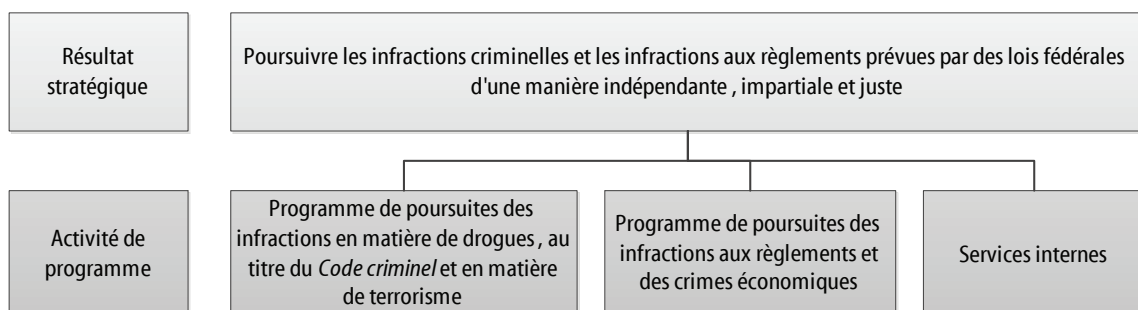 Résultat
stratégique
Poursuivre les infractions criminelles et les infractions aux règlements prévues par des lois fédérales
d'une manière indépendante , impartiale et juste
Activité de
programme
Programme de poursuites des
infractions en matière de drogues , au
titre du Code criminel et en matière
de terrorisme
Programme de poursuites des
infractions aux règlements et
des crimes économiques
Services internes